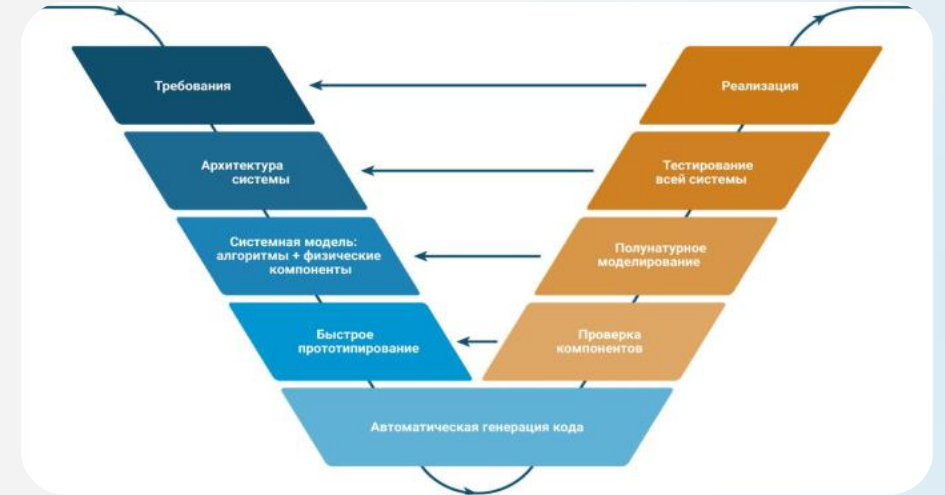 Требования
Реализация
Архитектура
системы
Тестирование
всей системы
Системная модель:
алгоритмы + физические
компоненты
Полунатурное
моделирование
Быстрое
прототипирование
Проверка
компонентов
Автоматическая генерация кода